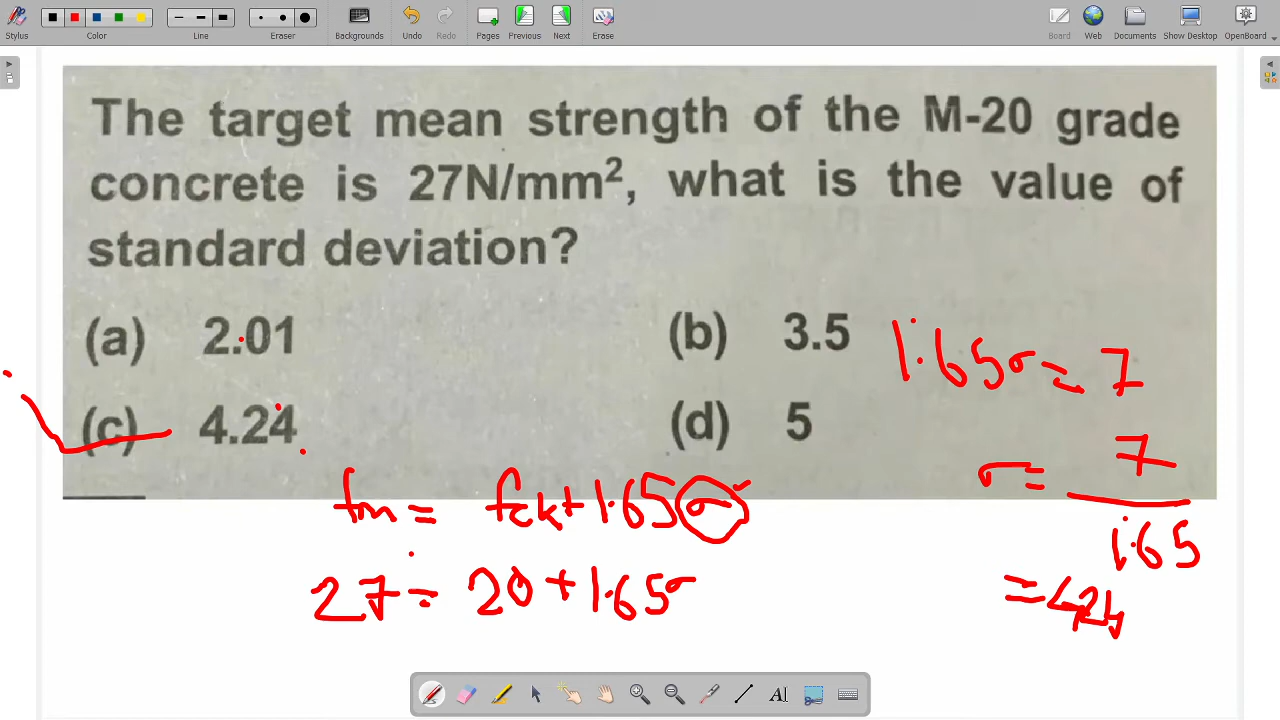 Stylus Color Line Eraser Backgrounds Undo Redo Pages Previous Next Erase Board Web Documents Show Desktop OpenBoard
The target mean strength of the M-20 grade
concrete is 27N/mm², what is the value of
standard deviation?
(a) 2.01 (b) 3.5
(c) 4.24 (d) 5
1.65σ = 7
σ = 7
1.65
= 4.24
fm = fck + 1.65 σ
27 = 20 + 1.65σ